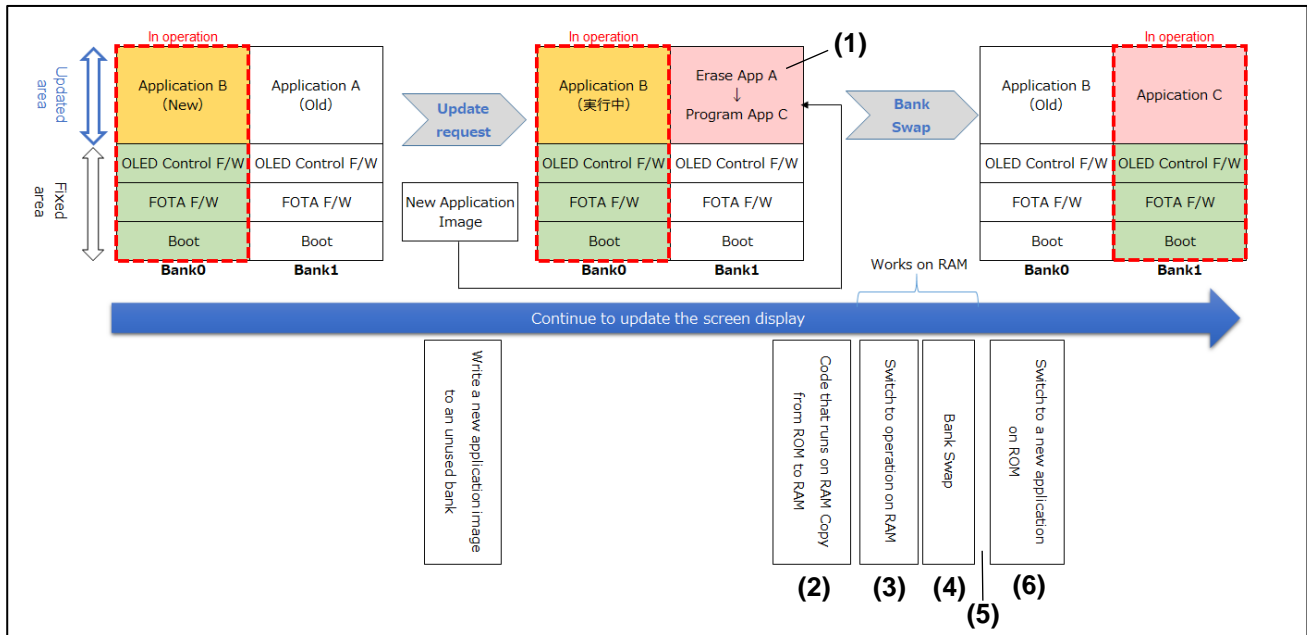 In operation
In operation
(1)
In operation
Updated
area
Application B
(New)
Application A
(Old)
Update
request
Application B
(実行中)
Erase App A
↓
Program App C
Bank
Swap
Application B
(Old)
Appication C
Fixed
area
OLED Control F/W
OLED Control F/W
OLED Control F/W
OLED Control F/W
OLED Control F/W
OLED Control F/W
FOTA F/W
FOTA F/W
New Application
Image
FOTA F/W
FOTA F/W
FOTA F/W
FOTA F/W
Boot
Boot
Boot
Boot
Boot
Boot
Bank0
Bank1
Bank0
Bank1
Bank0
Bank1
Works on RAM
Continue to update the screen display
Write a new application image
to an unused bank
Code that runs on RAM Copy
from ROM to RAM
Switch to operation on RAM
Bank Swap
Switch to a new application
on ROM
(2)
(3)
(4)
(5)
(6)